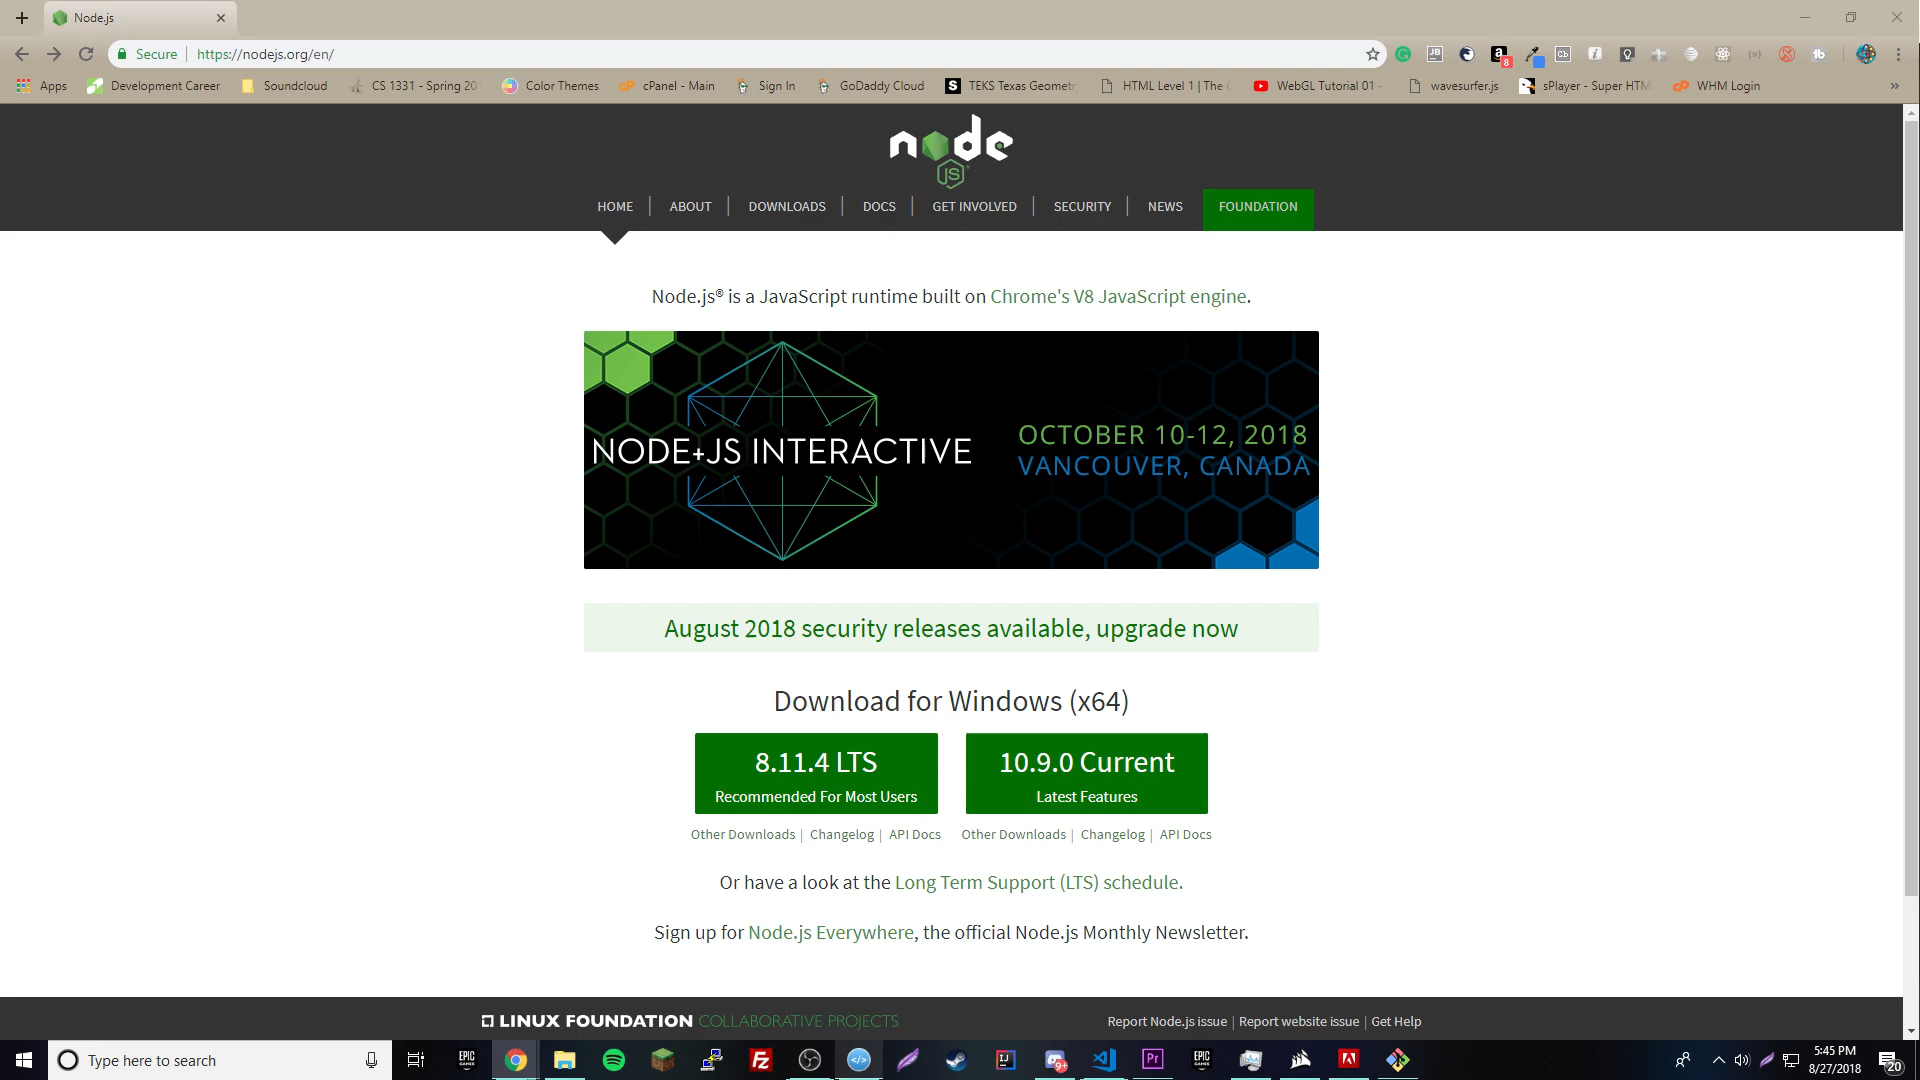 Node.js
Secure | https://nodejs.org/en/
Apps Development Career Soundcloud CS 1331 - Spring 20 Color Themes cPanel - Main Sign In GoDaddy Cloud TEKS Texas Geomet HTML Level 1 | The WebGL Tutorial 01 - wavesurfer.js sPlayer - Super HTM WHM Login »
node
JS
HOME | ABOUT | DOWNLOADS | DOCS | GET INVOLVED | SECURITY | NEWS FOUNDATION
Node.js® is a JavaScript runtime built on Chrome's V8 JavaScript engine.
NODE+JS INTERACTIVE
OCTOBER 10-12, 2018
VANCOUVER, CANADA
August 2018 security releases available, upgrade now
Download for Windows (x64)
8.11.4 LTS
Recommended For Most Users
10.9.0 Current
Latest Features
Other Downloads | Changelog | API Docs
Other Downloads | Changelog | API Docs
Or have a look at the Long Term Support (LTS) schedule.
Sign up for Node.js Everywhere, the official Node.js Monthly Newsletter.
LINUX FOUNDATION COLLABORATIVE PROJECTS
Report Node.js issue | Report website issue | Get Help
Type here to search
5:45 PM
8/27/2018
20